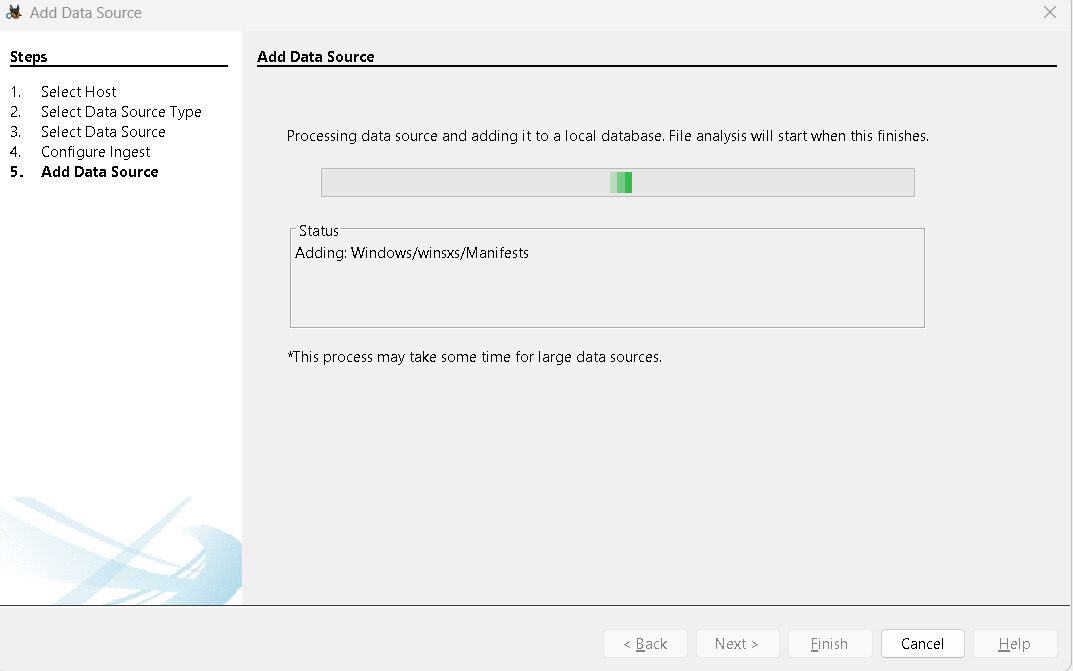 Add Data Source
Steps
1. Select Host
2. Select Data Source Type
3. Select Data Source
4. Configure Ingest
5. Add Data Source
Add Data Source
Processing data source and adding it to a local database. File analysis will start when this finishes.
Status
Adding: Windows/winsxs/Manifests
*This process may take some time for large data sources.
< Back
Next >
Finish
Cancel
Help